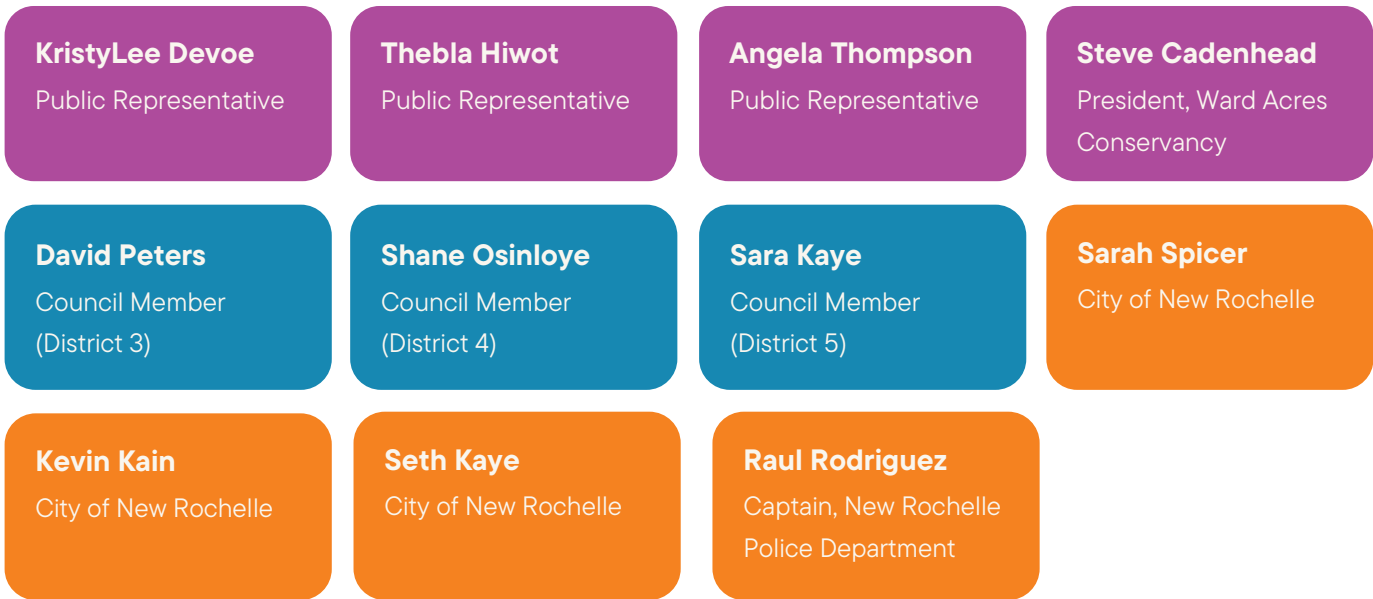 KristyLee Devoe
Public Representative
Thebla Hiwot
Public Representative
Angela Thompson
Public Representative
Steve Cadenhead
President, Ward Acres
Conservancy
David Peters
Council Member
(District 3)
Shane Osinloye
Council Member
(District 4)
Sara Kaye
Council Member
(District 5)
Sarah Spicer
City of New Rochelle
Kevin Kain
City of New Rochelle
Seth Kaye
City of New Rochelle
Raul Rodriguez
Captain, New Rochelle
Police Department